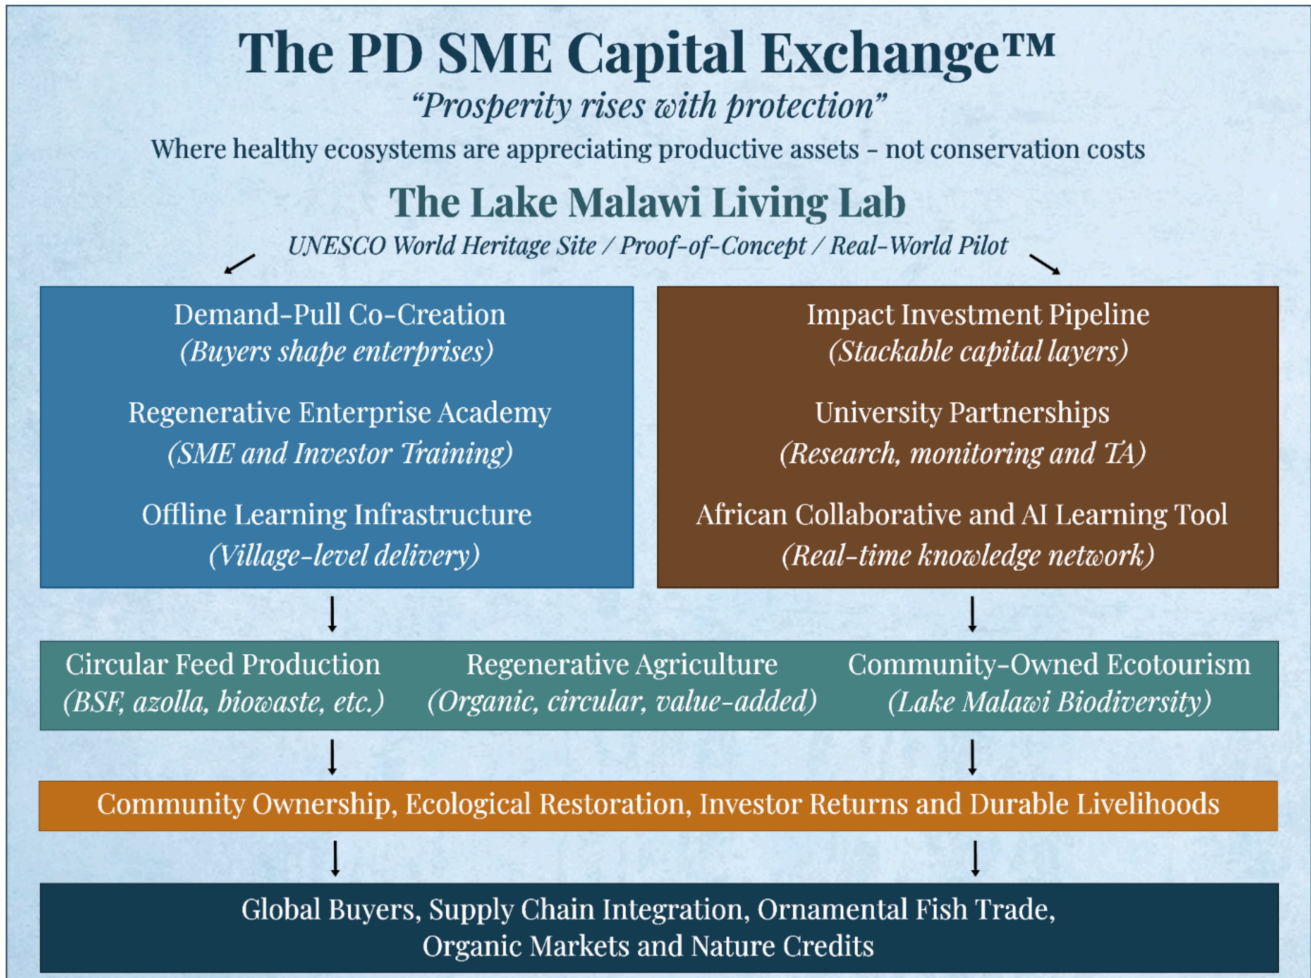 The PD SME Capital Exchange™
“Prosperity rises with protection”
Where healthy ecosystems are appreciating productive assets - not conservation costs
The Lake Malawi Living Lab
UNESCO World Heritage Site / Proof-of-Concept / Real-World Pilot
Demand-Pull Co-Creation
(Buyers shape enterprises)
Regenerative Enterprise Academy
(SME and Investor Training)
Offline Learning Infrastructure
(Village-level delivery)
Impact Investment Pipeline
(Stackable capital layers)
University Partnerships
(Research, monitoring and TA)
African Collaborative and AI Learning Tool
(Real-time knowledge network)
Circular Feed Production
(BSF, azolla, biowaste, etc.)
Regenerative Agriculture
(Organic, circular, value-added)
Community-Owned Ecotourism
(Lake Malawi Biodiversity)
Community Ownership, Ecological Restoration, Investor Returns and Durable Livelihoods
Global Buyers, Supply Chain Integration, Ornamental Fish Trade,
Organic Markets and Nature Credits